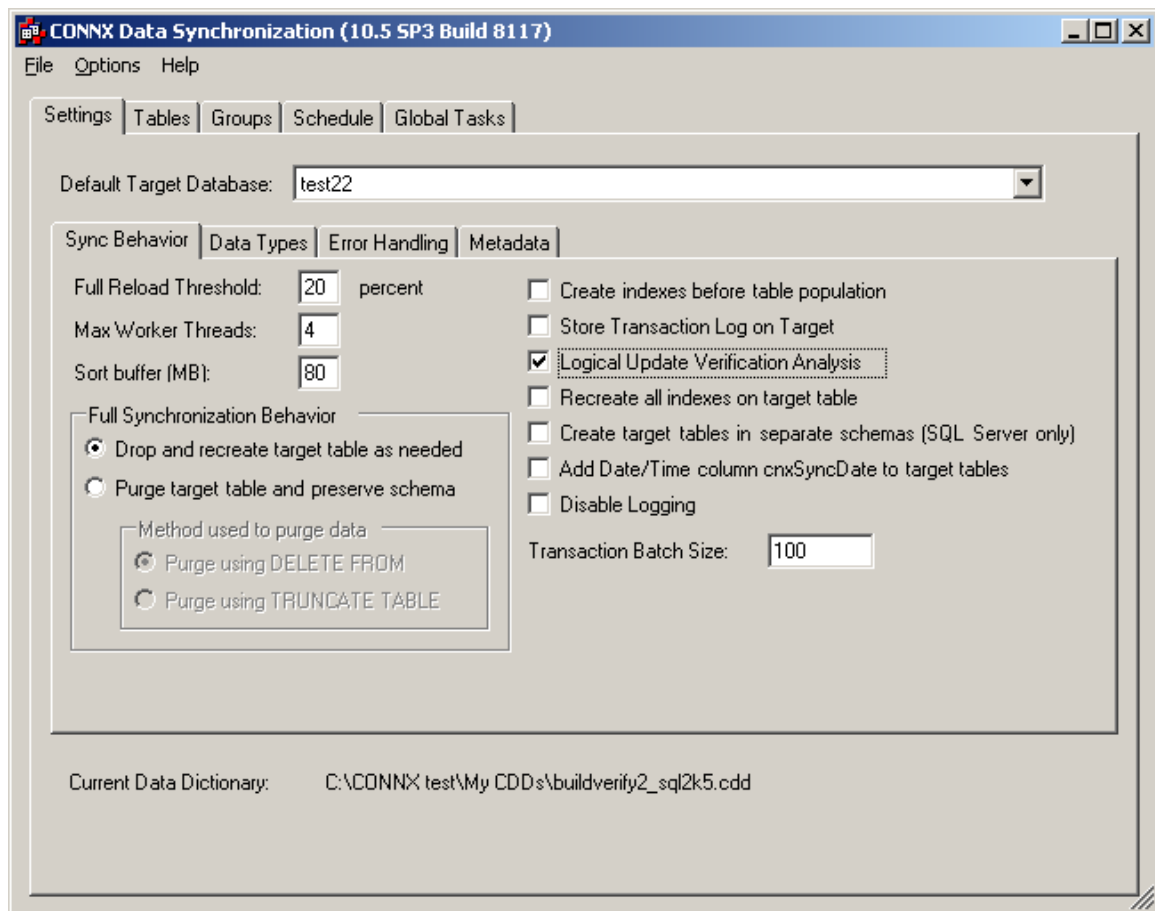 CONNX Data Synchronization (10.5 SP3 Build 8117)
File Options Help
Settings Tables Groups Schedule Global Tasks
Default Target Database: test22
Sync Behavior Data Types Error Handling Metadata
Full Reload Threshold: 20 percent
Max Worker Threads: 4
Sort buffer (MB): 80
Full Synchronization Behavior
Drop and recreate target table as needed
Purge target table and preserve schema
Method used to purge data
Purge using DELETE FROM
Purge using TRUNCATE TABLE
Create indexes before table population
Store Transaction Log on Target
Logical Update Verification Analysis
Recreate all indexes on target table
Create target tables in separate schemas (SQL Server only)
Add Date/Time column cnxSyncDate to target tables
Disable Logging
Transaction Batch Size: 100
Current Data Dictionary: C:\CONNX test\My CDDs\buildverify2_sql2k5.cdd